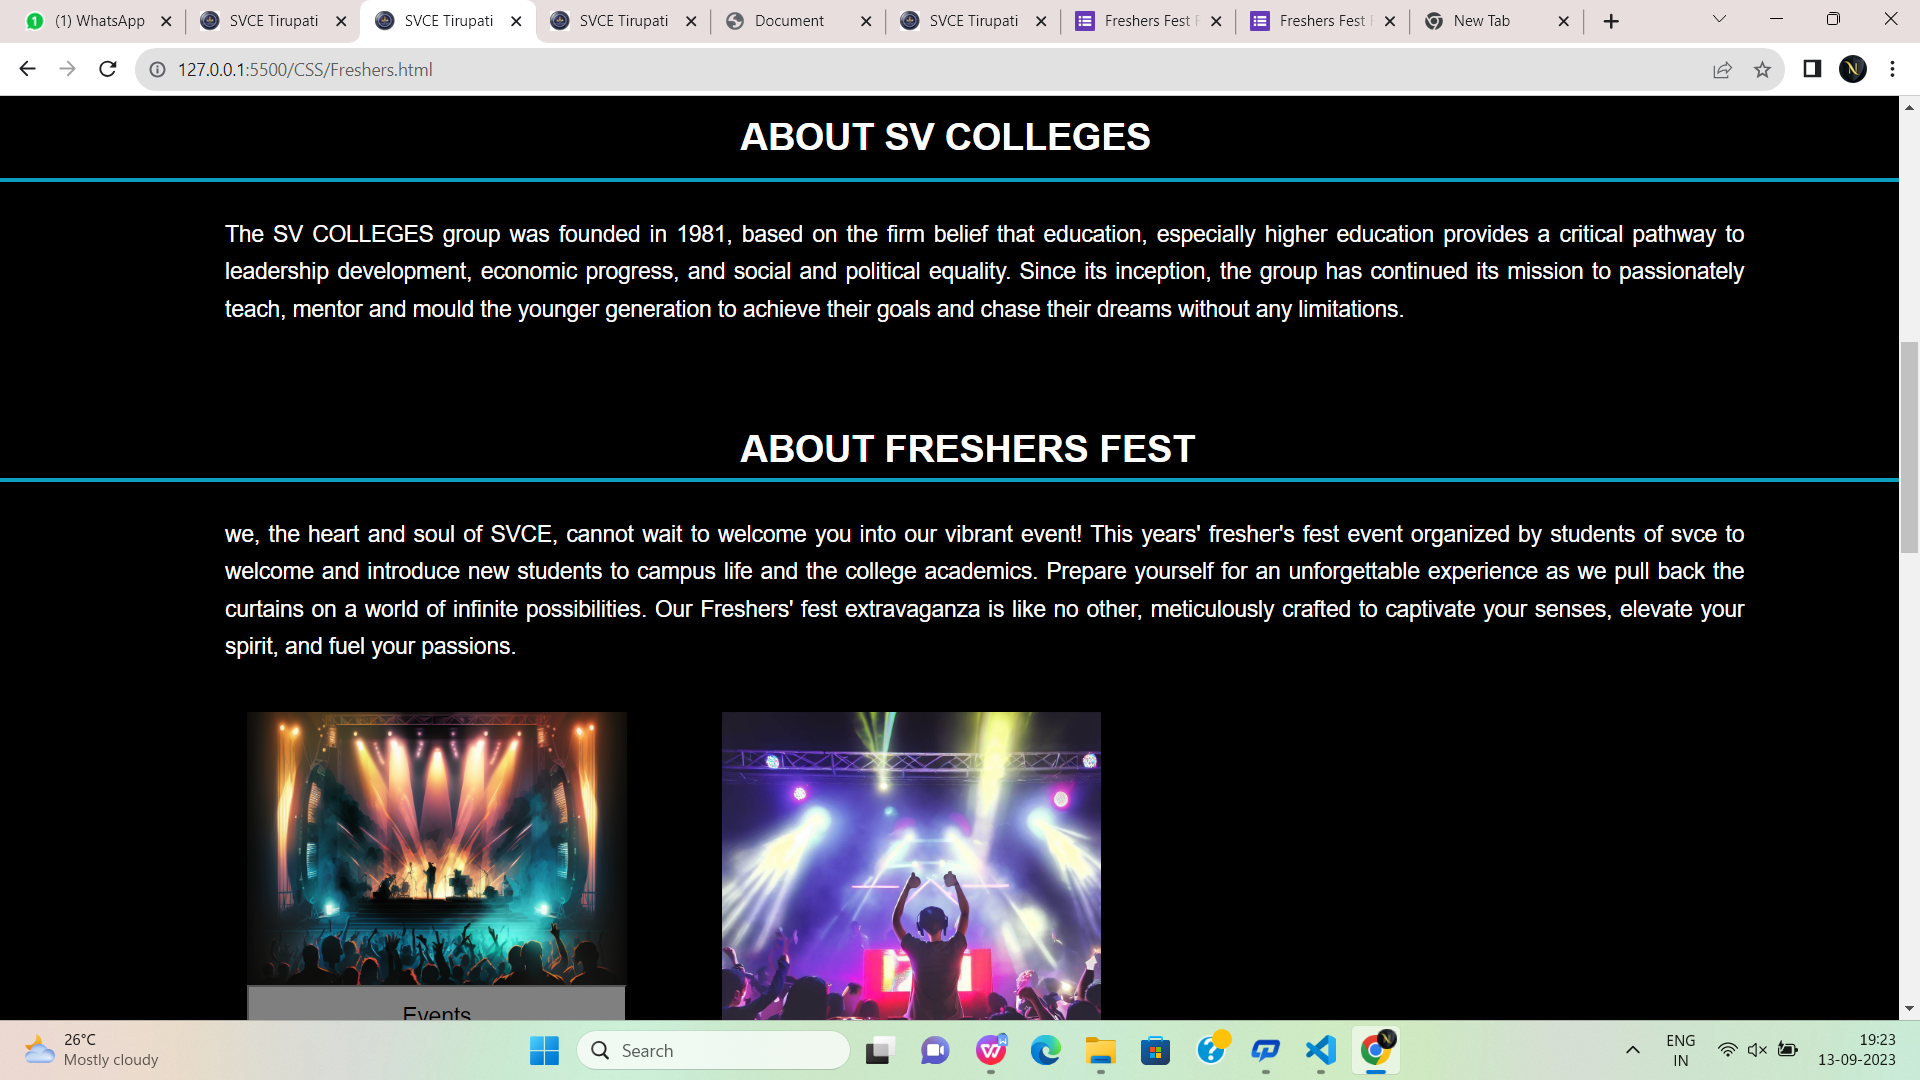 (1) WhatsApp
SVCE Tirupati
SVCE Tirupati
SVCE Tirupati
Document
SVCE Tirupati
Freshers Fest
Freshers Fest
New Tab
127.0.0.1:5500/CSS/Freshers.html
ABOUT SV COLLEGES
The SV COLLEGES group was founded in 1981, based on the firm belief that education, especially higher education provides a critical pathway to
leadership development, economic progress, and social and political equality. Since its inception, the group has continued its mission to passionately
teach, mentor and mould the younger generation to achieve their goals and chase their dreams without any limitations.
ABOUT FRESHERS FEST
we, the heart and soul of SVCE, cannot wait to welcome you into our vibrant event! This years' fresher's fest event organized by students of svce to
welcome and introduce new students to campus life and the college academics. Prepare yourself for an unforgettable experience as we pull back the
curtains on a world of infinite possibilities. Our Freshers' fest extravaganza is like no other, meticulously crafted to captivate your senses, elevate your
spirit, and fuel your passions.
Events
26°C
Mostly cloudy
Search
ENG
IN
19:23
13-09-2023